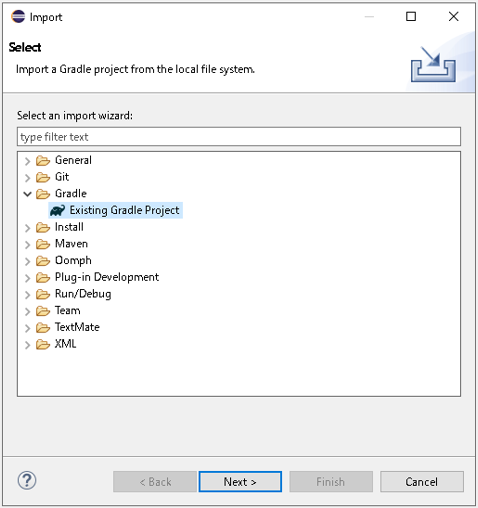 Import
Select
Import a Gradle project from the local file system.
Select an import wizard:
type filter text
General
Git
Gradle
Existing Gradle Project
Install
Maven
Oomph
Plug-in Development
Run/Debug
Team
TextMate
XML
? < Back Next > Finish Cancel